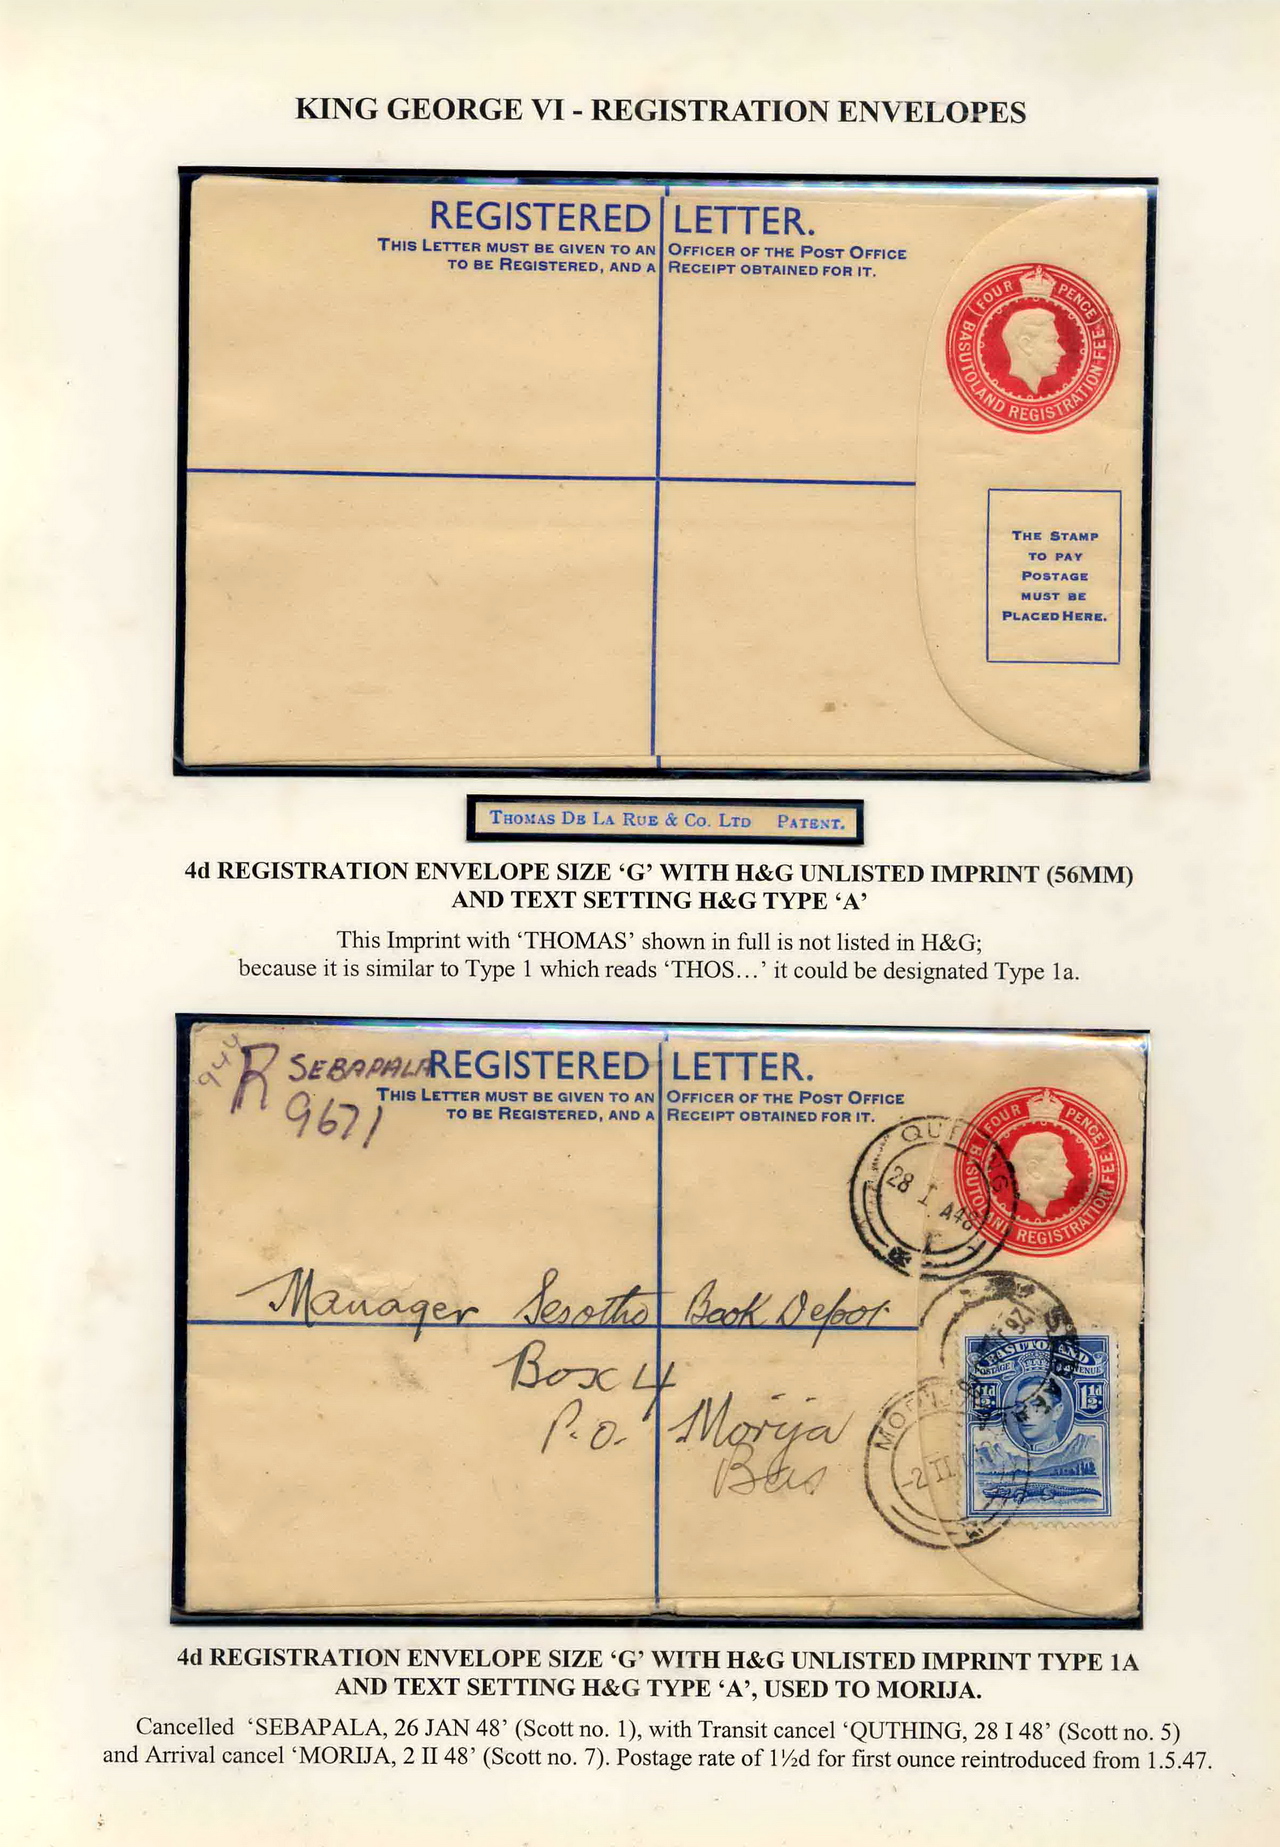 KING GEORGE VI - REGISTRATION ENVELOPES
REGISTERED LETTER.
THIS LETTER MUST BE GIVEN TO AN OFFICER OF THE POST OFFICE
TO BE REGISTERED, AND A RECEIPT OBTAINED FOR IT.
FOUR PENCE
BASUTOLAND REGISTRATION FEE
THE STAMP
TO PAY
POSTAGE
MUST BE
PLACED HERE.
THOMAS DE LA RUE & CO. LTD PATENT.
4d REGISTRATION ENVELOPE SIZE ‘G’ WITH H&G UNLISTED IMPRINT (56MM)
AND TEXT SETTING H&G TYPE ‘A’
This Imprint with ‘THOMAS’ shown in full is not listed in H&G;
because it is similar to Type 1 which reads ‘THOS...’ it could be designated Type 1a.
944
R SEBAPALA
9671
REGISTERED LETTER.
THIS LETTER MUST BE GIVEN TO AN OFFICER OF THE POST OFFICE
TO BE REGISTERED, AND A RECEIPT OBTAINED FOR IT.
FOUR PENCE
BASUTOLAND REGISTRATION FEE
28 I A48
Manager Sesotho Book Depot
Box 4
P.O. Morija
Bas
BASUTOLAND
POSTAGE
1½d 1½d
-2 II
4d REGISTRATION ENVELOPE SIZE ‘G’ WITH H&G UNLISTED IMPRINT TYPE 1A
AND TEXT SETTING H&G TYPE ‘A’, USED TO MORIJA.
Cancelled ‘SEBAPALA, 26 JAN 48’ (Scott no. 1), with Transit cancel ‘QUTHING, 28 I 48’ (Scott no. 5)
and Arrival cancel ‘MORIJA, 2 II 48’ (Scott no. 7). Postage rate of 1½d for first ounce reintroduced from 1.5.47.